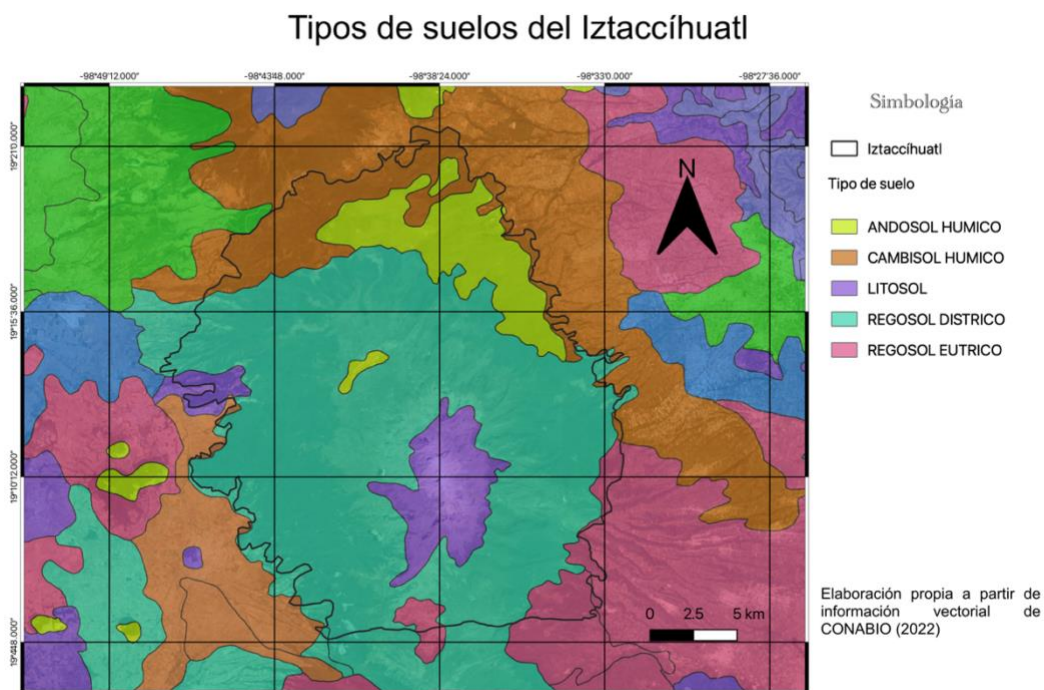 Tipos de suelos del Iztaccíhuatl
-98°49'12.000" -98°43'48.000" -98°38'24.000" -98°33'0.000" -98°27'36.000"
19°21'0.000"
19°15'36.000"
19°10'12.000"
19°4'48.000"
N
0 2.5 5 km
Simbología
Iztaccíhuatl
Tipo de suelo
ANDOSOL HUMICO
CAMBISOL HUMICO
LITOSOL
REGOSOL DISTRICO
REGOSOL EUTRICO
Elaboración propia a partir de
información vectorial de
CONABIO (2022)